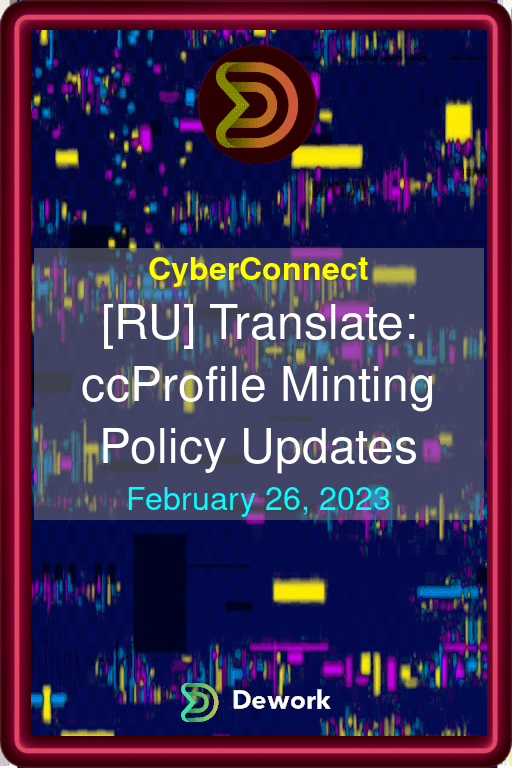 CyberConnect
[RU] Translate:
ccProfile Minting
Policy Updates
February 26, 2023
Dework